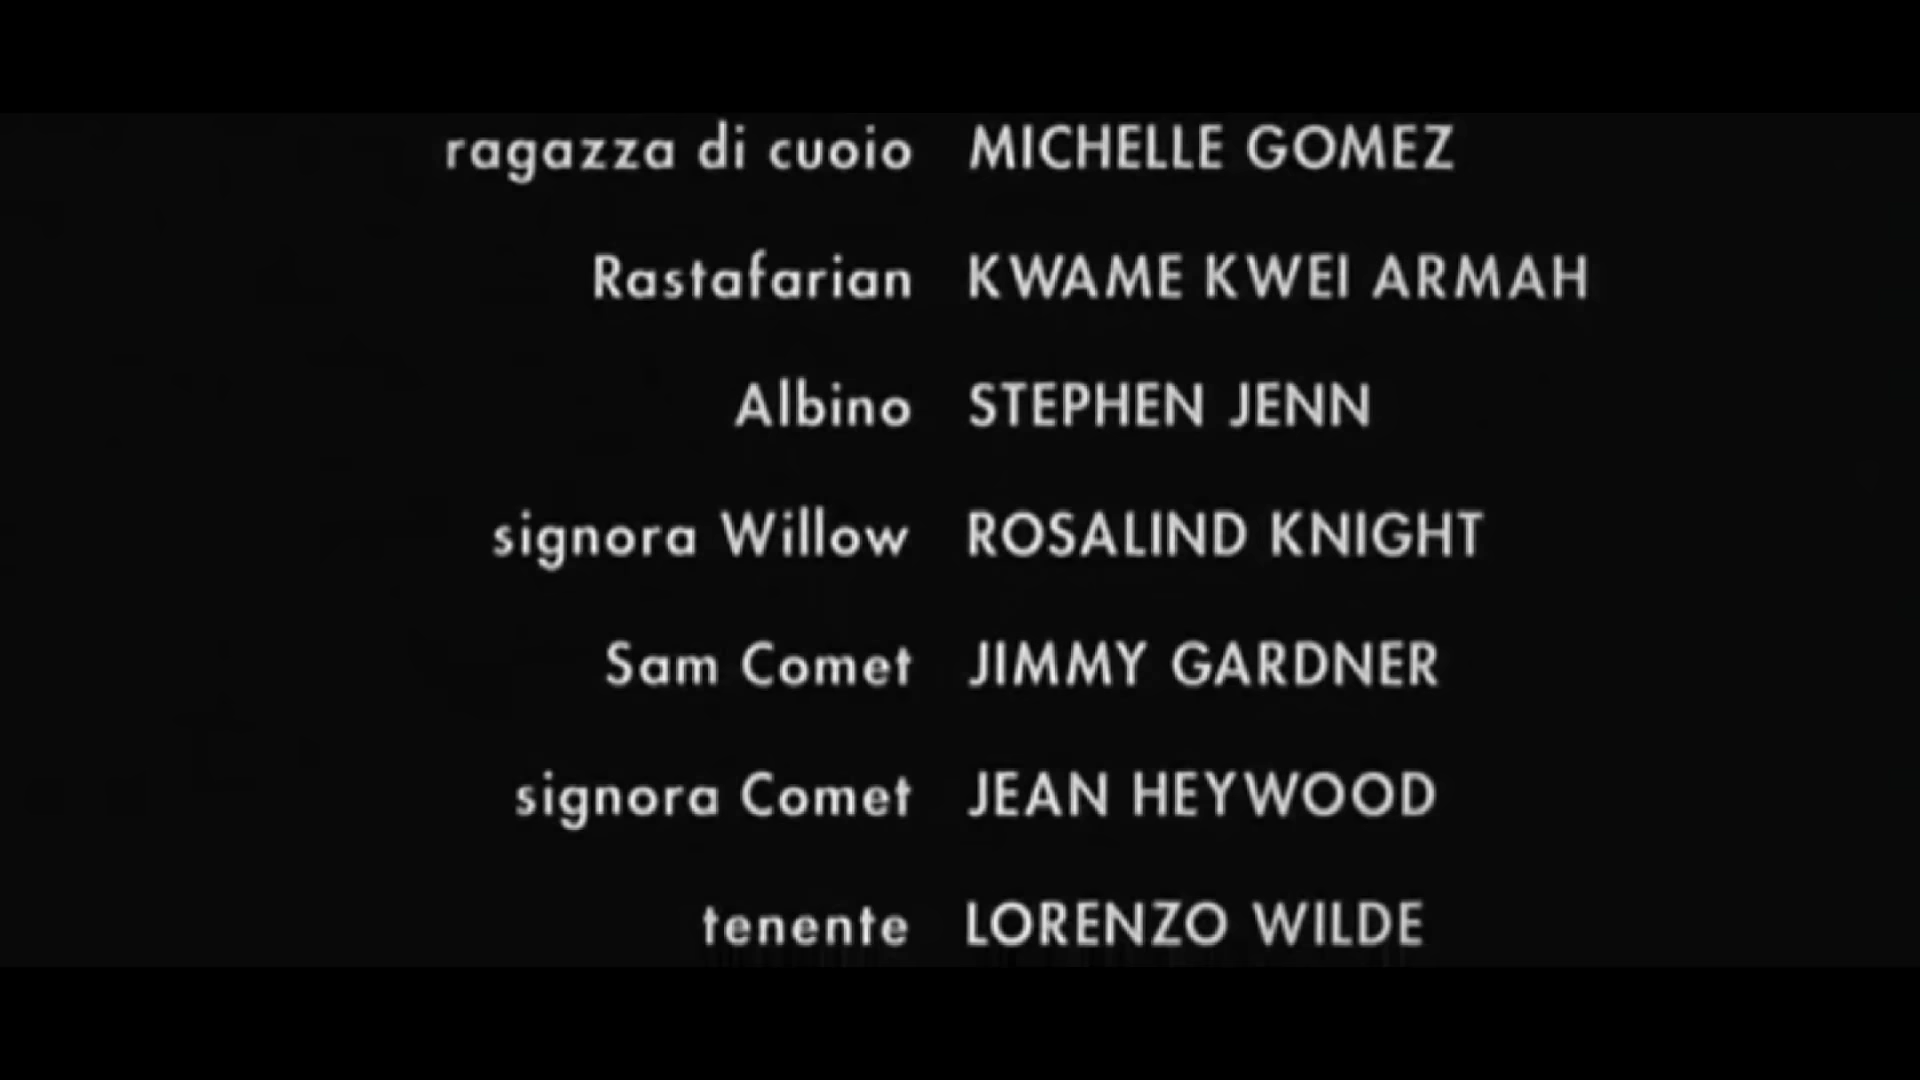 ragazza di cuoio MICHELLE GOMEZ
Rastafarian KWAME KWEI ARMAH
Albino STEPHEN JENN
signora Willow ROSALIND KNIGHT
Sam Comet JIMMY GARDNER
signora Comet JEAN HEYWOOD
tenente LORENZO WILDE